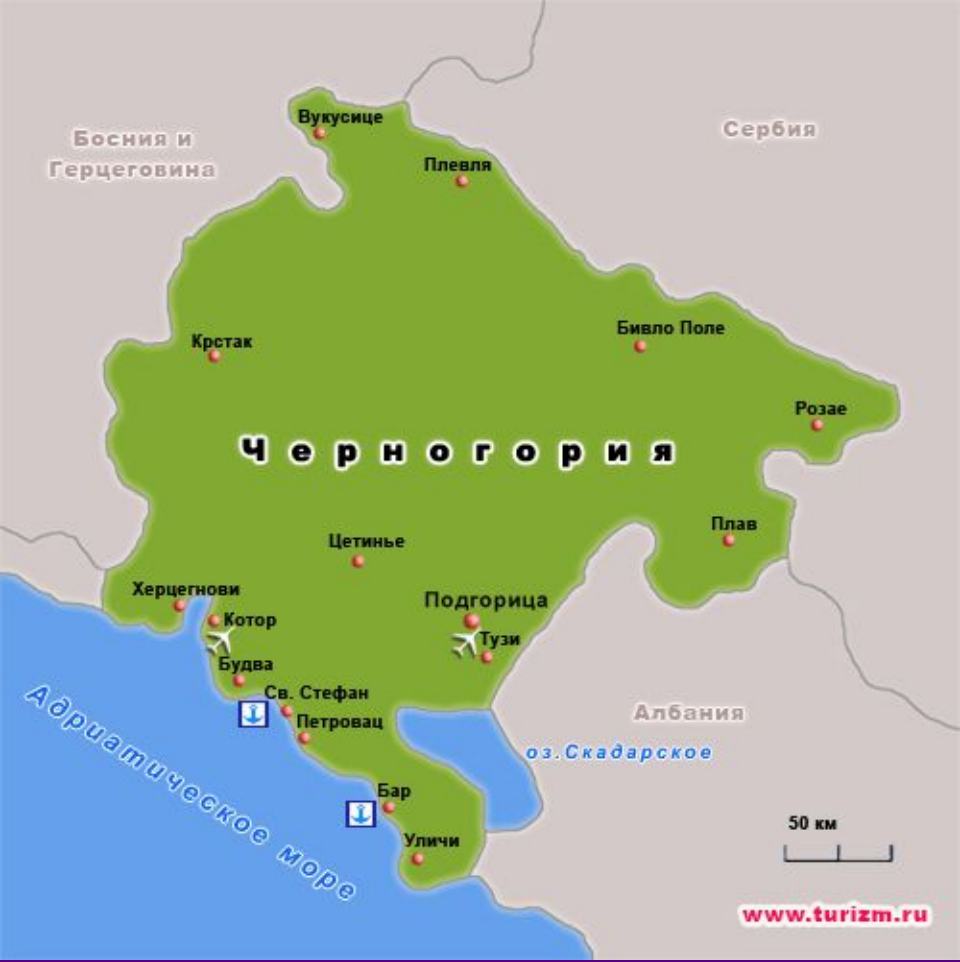 Вукусице
Босния и
Герцеговина
Сербия
Плевля
Бивло Поле
Крстак
Розае
Черногория
Плав
Цетинье
Херцегнови
Подгорица
Котор
Тузи
Будва
Св. Стефан
Албания
Петровац
Адриатическое море
оз.Скадарское
Бар
50 км
Уличи
www.turizm.ru